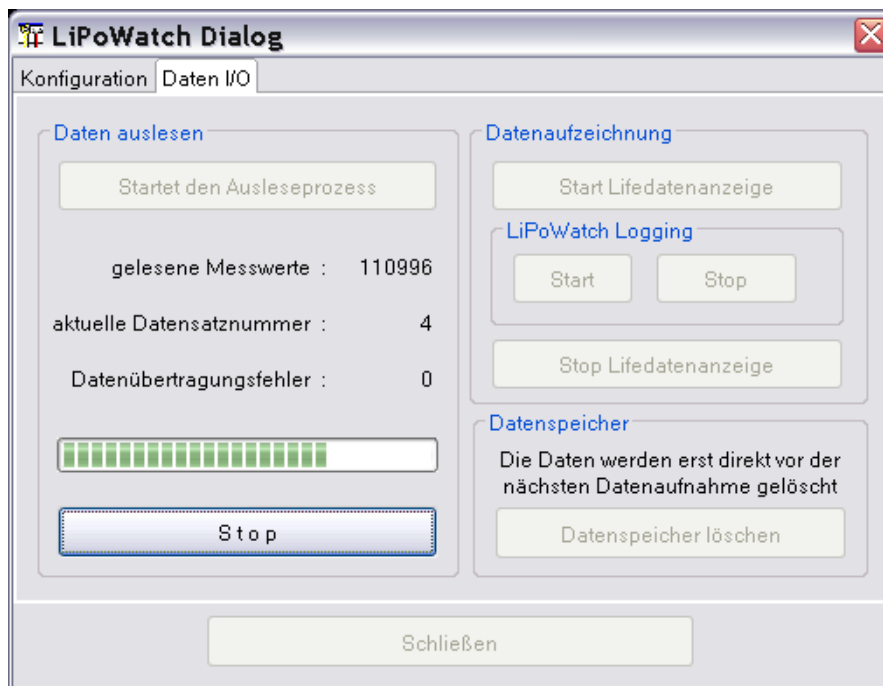 LiPoWatch Dialog
Konfiguration
Daten I/O
Daten auslesen
Startet den Ausleseprozess
gelesene Messwerte : 110996
aktuelle Datensatznummer : 4
Datenübertragungsfehler : 0
Stop
Datenaufzeichnung
Start Lifedatenanzeige
LiPoWatch Logging
Start
Stop
Stop Lifedatenanzeige
Datenspeicher
Die Daten werden erst direkt vor der
nächsten Datenaufnahme gelöscht
Datenspeicher löschen
Schließen